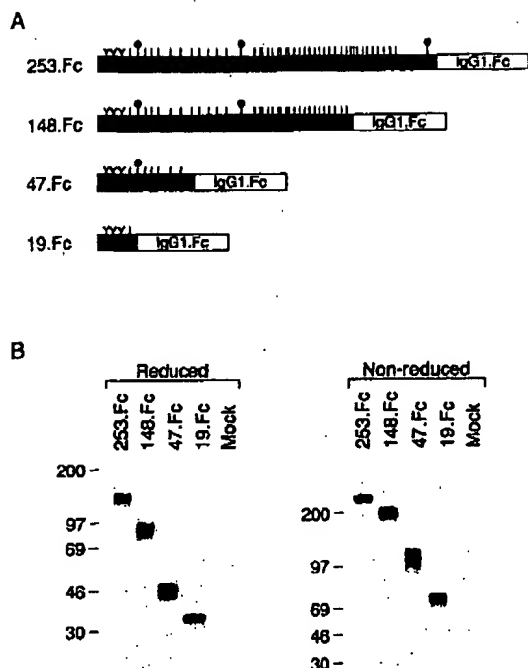 A
253.Fc
IgG1.Fc
148.Fc
IgG1.Fc
47.Fc
IgG1.Fc
19.Fc
IgG1.Fc
B
Reduced
253.Fc
148.Fc
47.Fc
19.Fc
Mock
200
97
69
46
30
Non-reduced
253.Fc
148.Fc
47.Fc
19.Fc
Mock
200
97
69
46
30